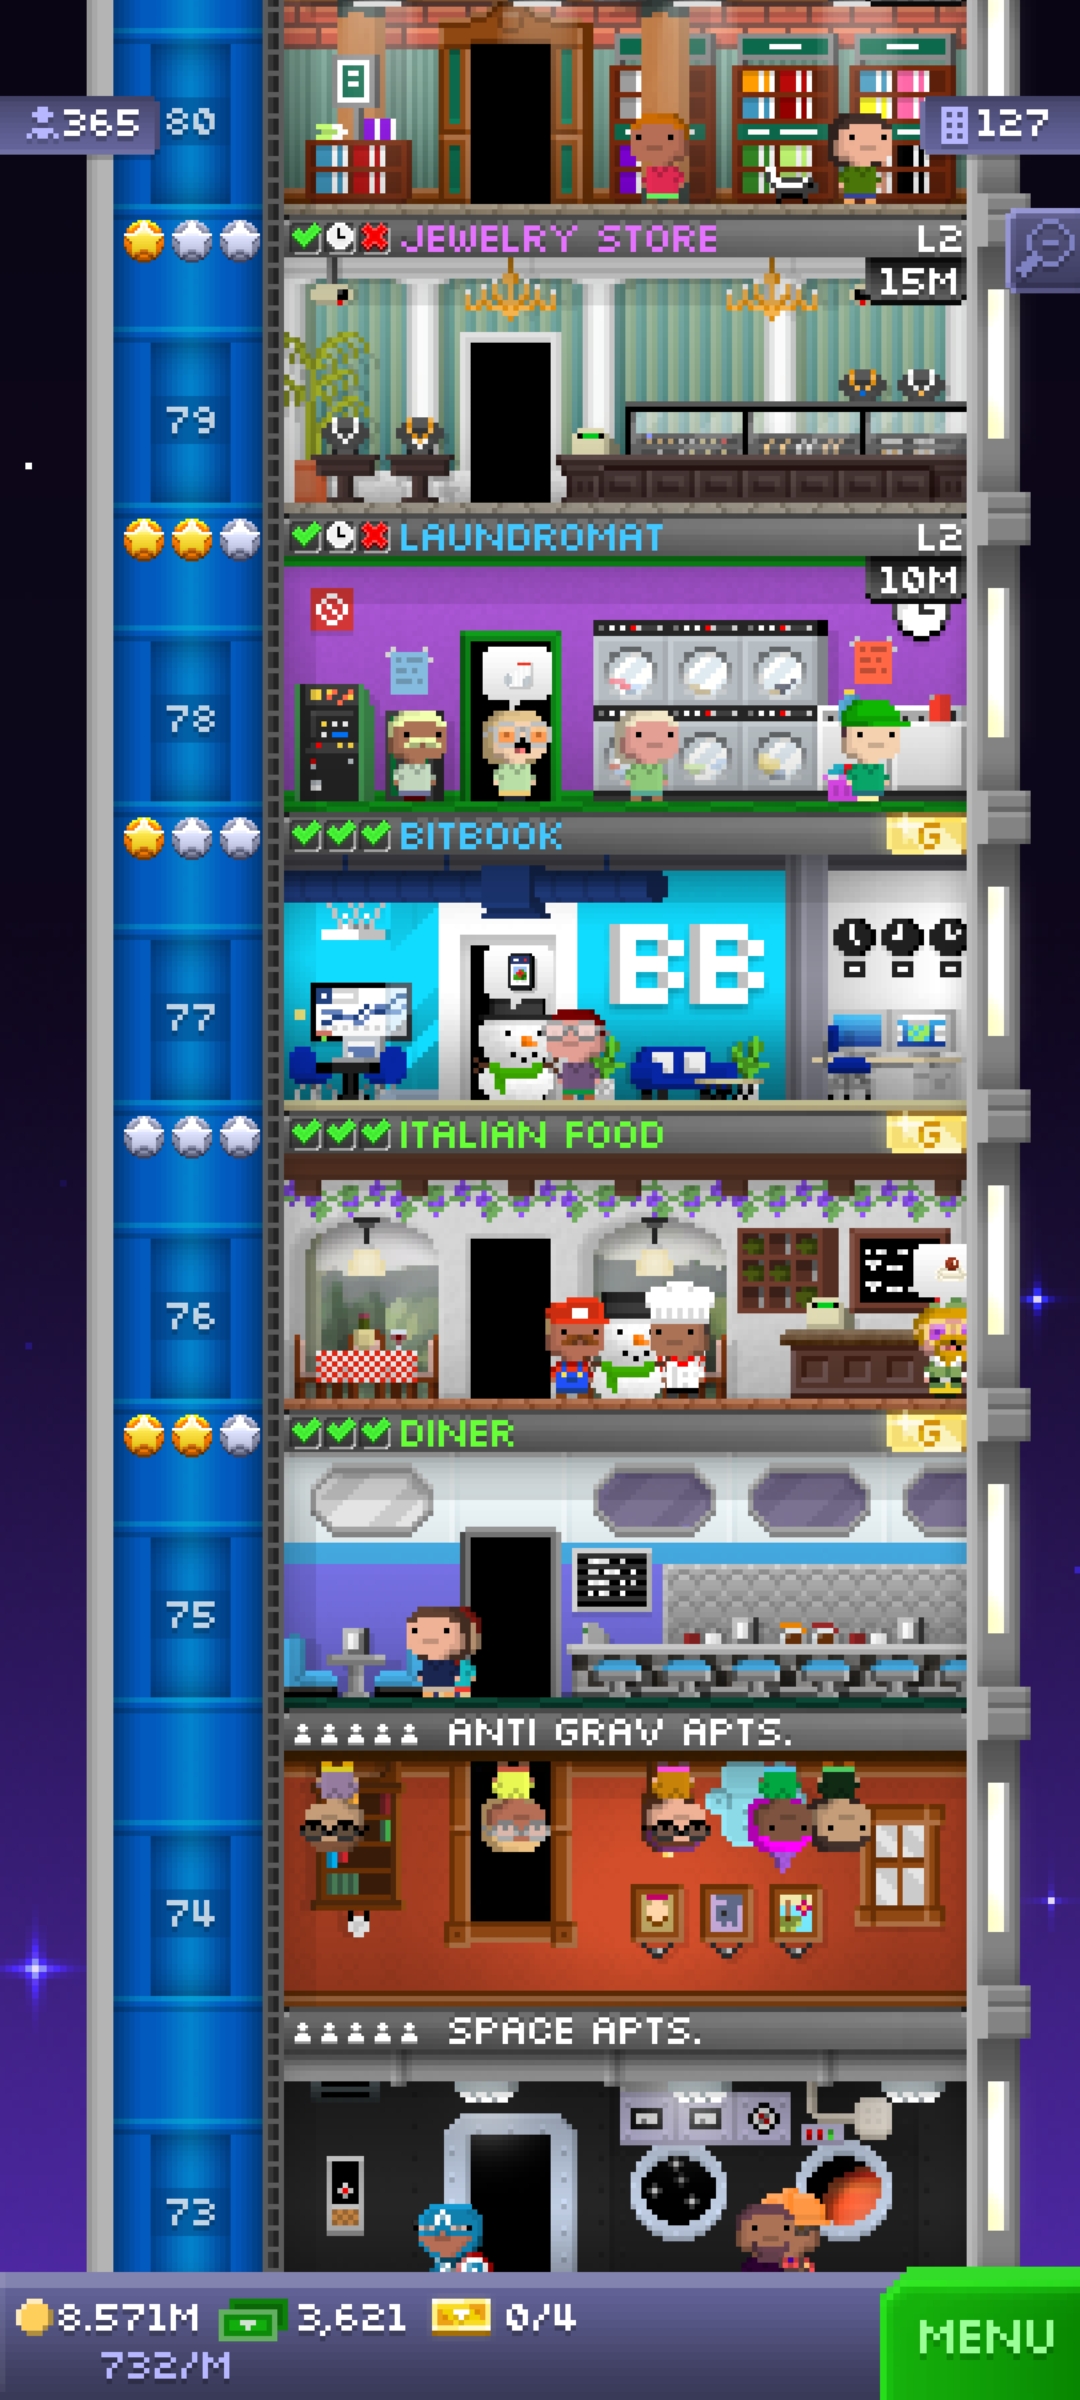 365
80
127
JEWELRY STORE L2
15M
79
LAUNDROMAT L2
10M
78
BITBOOK G
BB
77
ITALIAN FOOD G
76
DINER G
75
ANTI GRAV APTS.
74
SPACE APTS.
73
8.571M 3,621 0/4
732/M
MENU